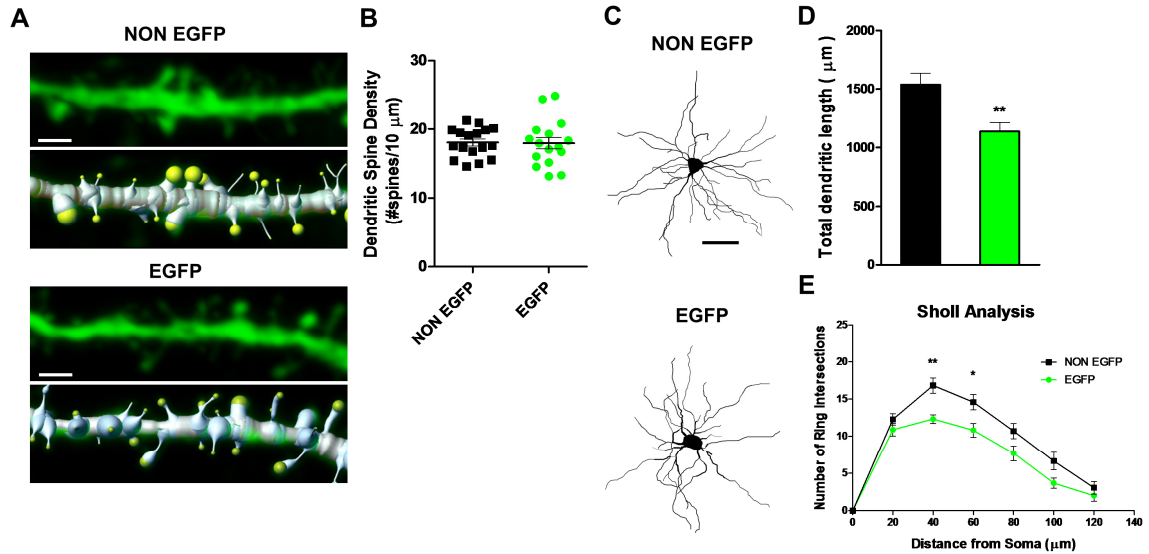 A
NON EGFP
EGFP
B
Dendritic Spine Density
(#spines/10 μm)
30
20
10
0
NON EGFP
EGFP
C
NON EGFP
EGFP
D
Total dendritic length ( μm)
2000
1500
1000
500
0
**
E
Sholl Analysis
Number of Ring Intersections
25
20
15
10
5
0
**
*
NON EGFP
EGFP
0 20 40 60 80 100 120 140
Distance from Soma (μm)